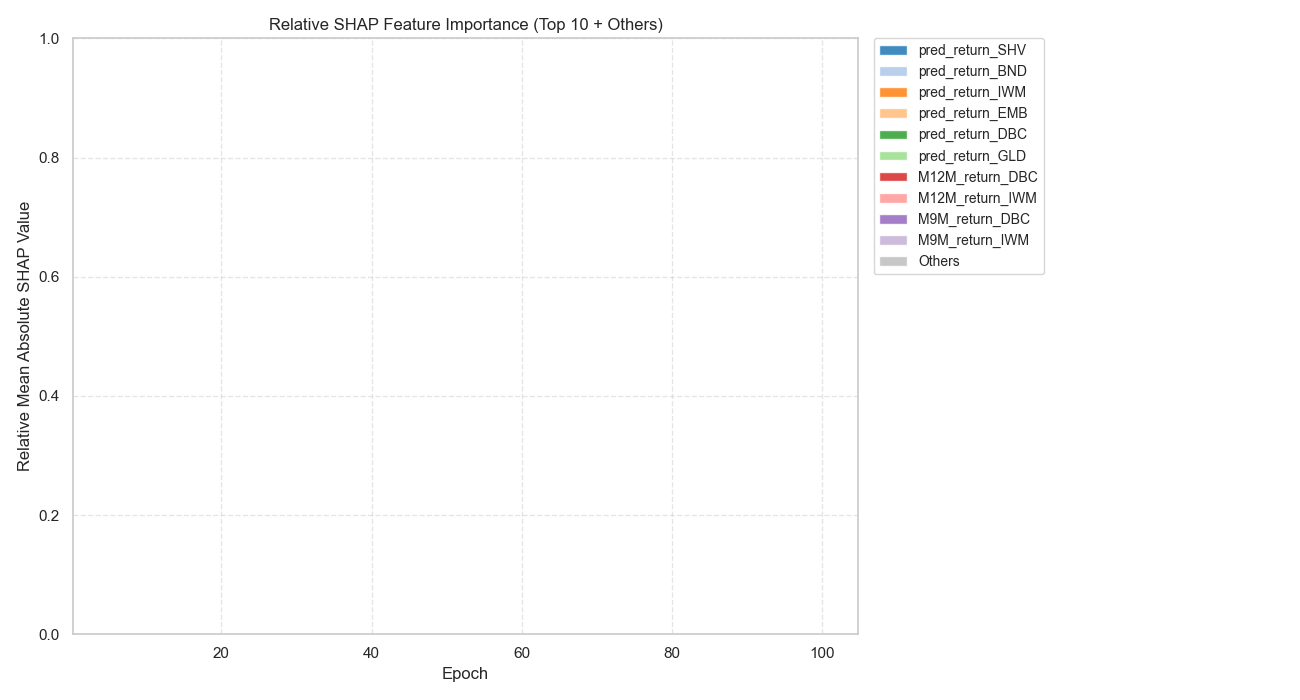 Relative SHAP Feature Importance (Top 10 + Others)
1.0
0.8
0.6
0.4
0.2
0.0
Relative Mean Absolute SHAP Value
20 40 60 80 100
Epoch
pred_return_SHV
pred_return_BND
pred_return_IWM
pred_return_EMB
pred_return_DBC
pred_return_GLD
M12M_return_DBC
M12M_return_IWM
M9M_return_DBC
M9M_return_IWM
Others